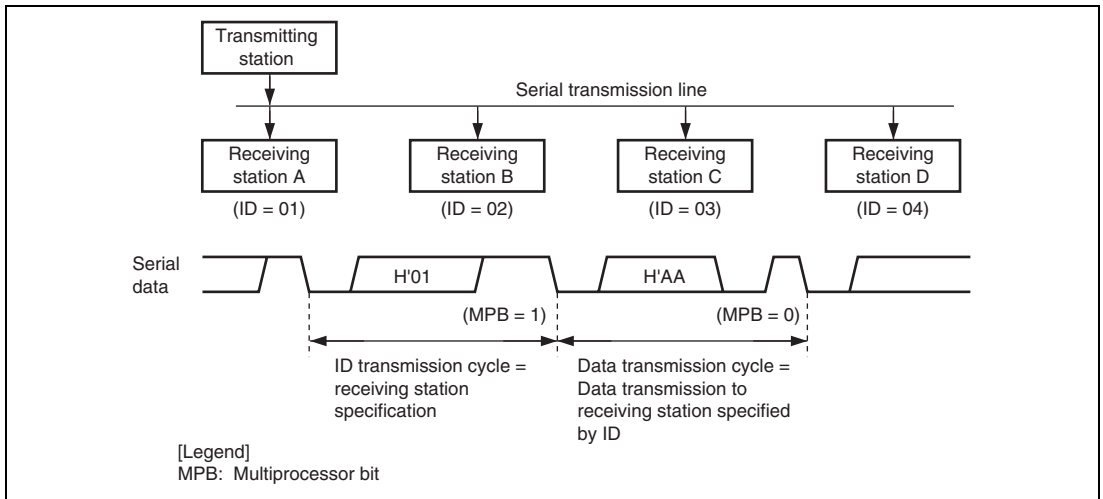 Transmitting
station
Serial transmission line
Receiving
station A
Receiving
station B
Receiving
station C
Receiving
station D
(ID = 01)
(ID = 02)
(ID = 03)
(ID = 04)
Serial
data
H'01
H'AA
(MPB = 1)
(MPB = 0)
ID transmission cycle =
receiving station
specification
Data transmission cycle =
Data transmission to
receiving station specified
by ID
[Legend]
MPB: Multiprocessor bit